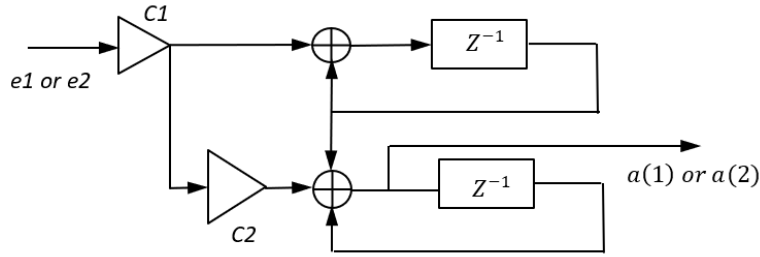 C1
Z⁻¹
e1 or e2
a(1) or a(2)
Z⁻¹
C2